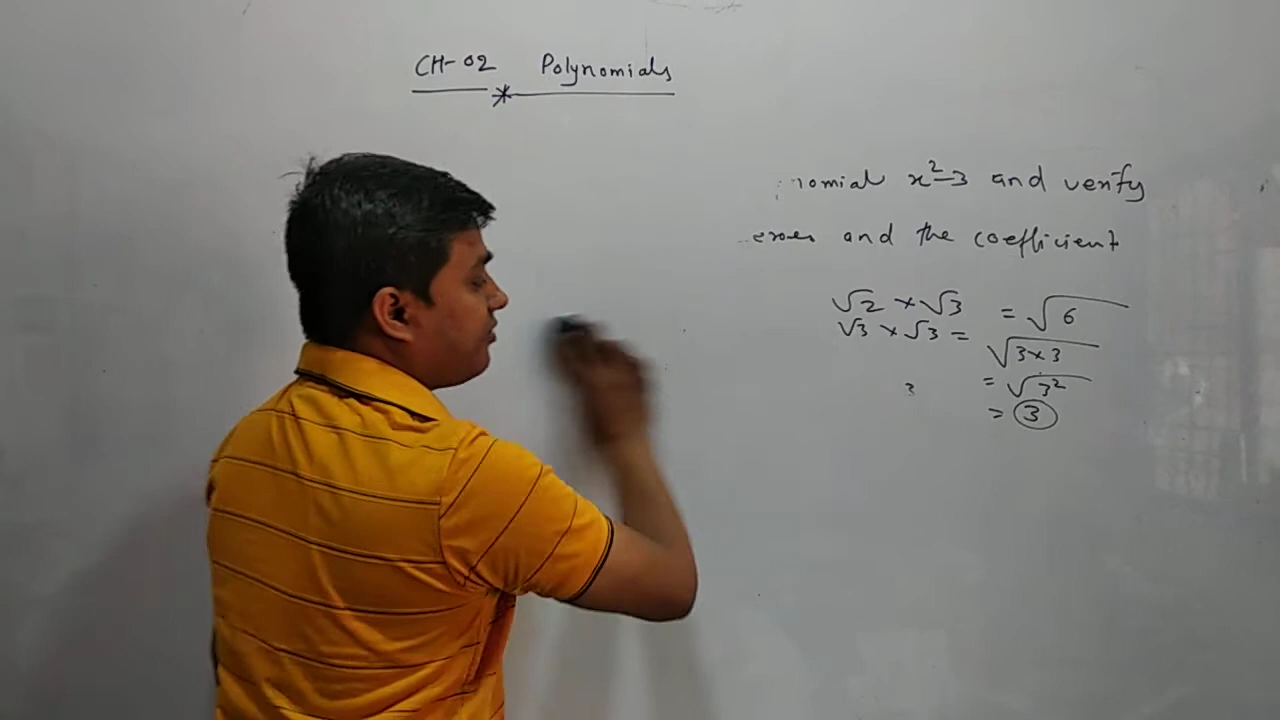 CH-02 Polynomials
nomial x²-3 and verify
eroes and the coefficient
√2 × √3 = √6
√3 × √3 = √3×3
3 = √3²
= 3